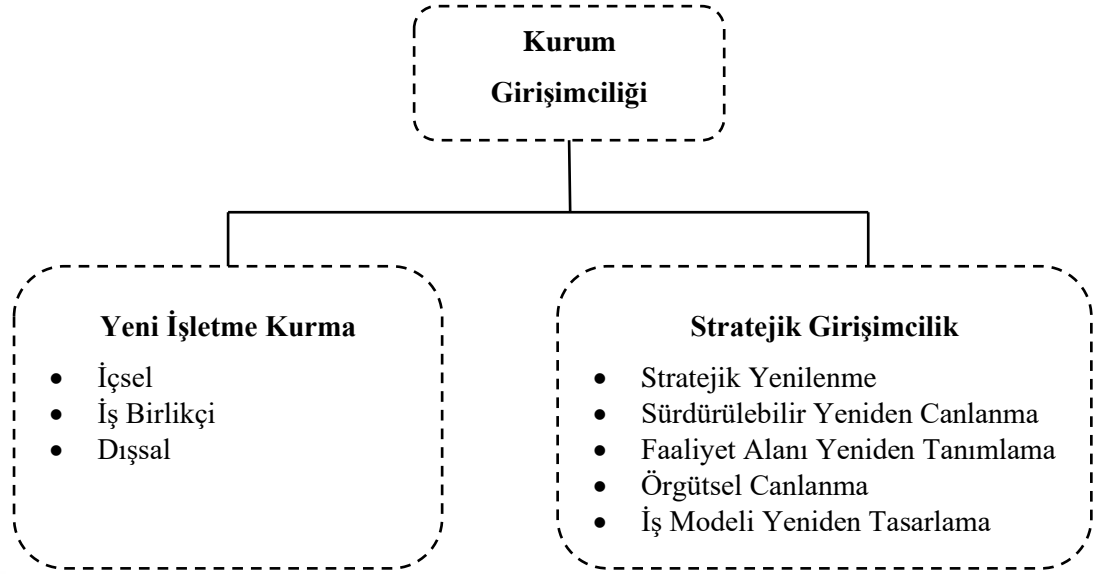 Kurum
Girişimciliği
Yeni İşletme Kurma
• İçsel
• İş Birlikçi
• Dışsal
Stratejik Girişimcilik
• Stratejik Yenilenme
• Sürdürülebilir Yeniden Canlanma
• Faaliyet Alanı Yeniden Tanımlama
• Örgütsel Canlanma
• İş Modeli Yeniden Tasarlama